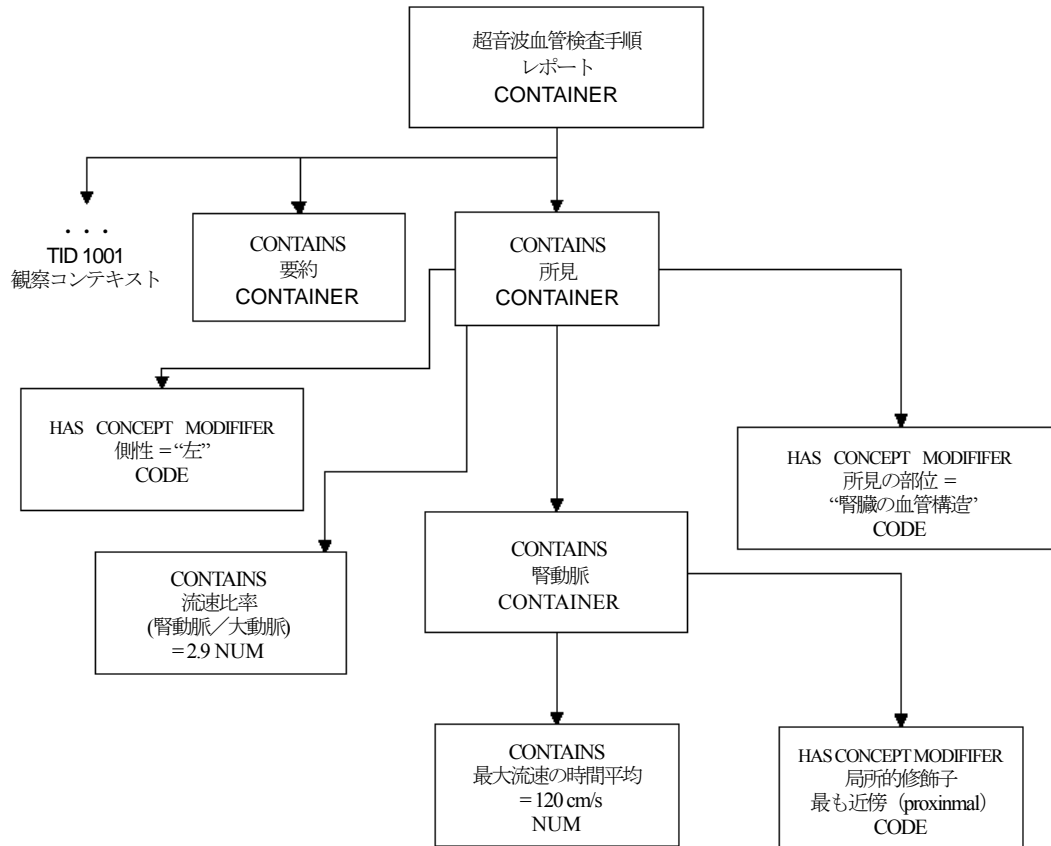 超音波血管検査手順
レポート
CONTAINER
・・・
TID 1001
観察コンテキスト
CONTAINS
要約
CONTAINER
CONTAINS
所見
CONTAINER
HAS CONCEPT MODIFIFER
側性 = “左”
CODE
HAS CONCEPT MODIFIFER
所見の部位 =
“腎臓の血管構造”
CODE
CONTAINS
流速比率
(腎動脈／大動脈)
= 2.9 NUM
CONTAINS
腎動脈
CONTAINER
CONTAINS
最大流速の時間平均
= 120 cm/s
NUM
HAS CONCEPT MODIFIFER
局所的修飾子
最も近傍（proxinmal）
CODE